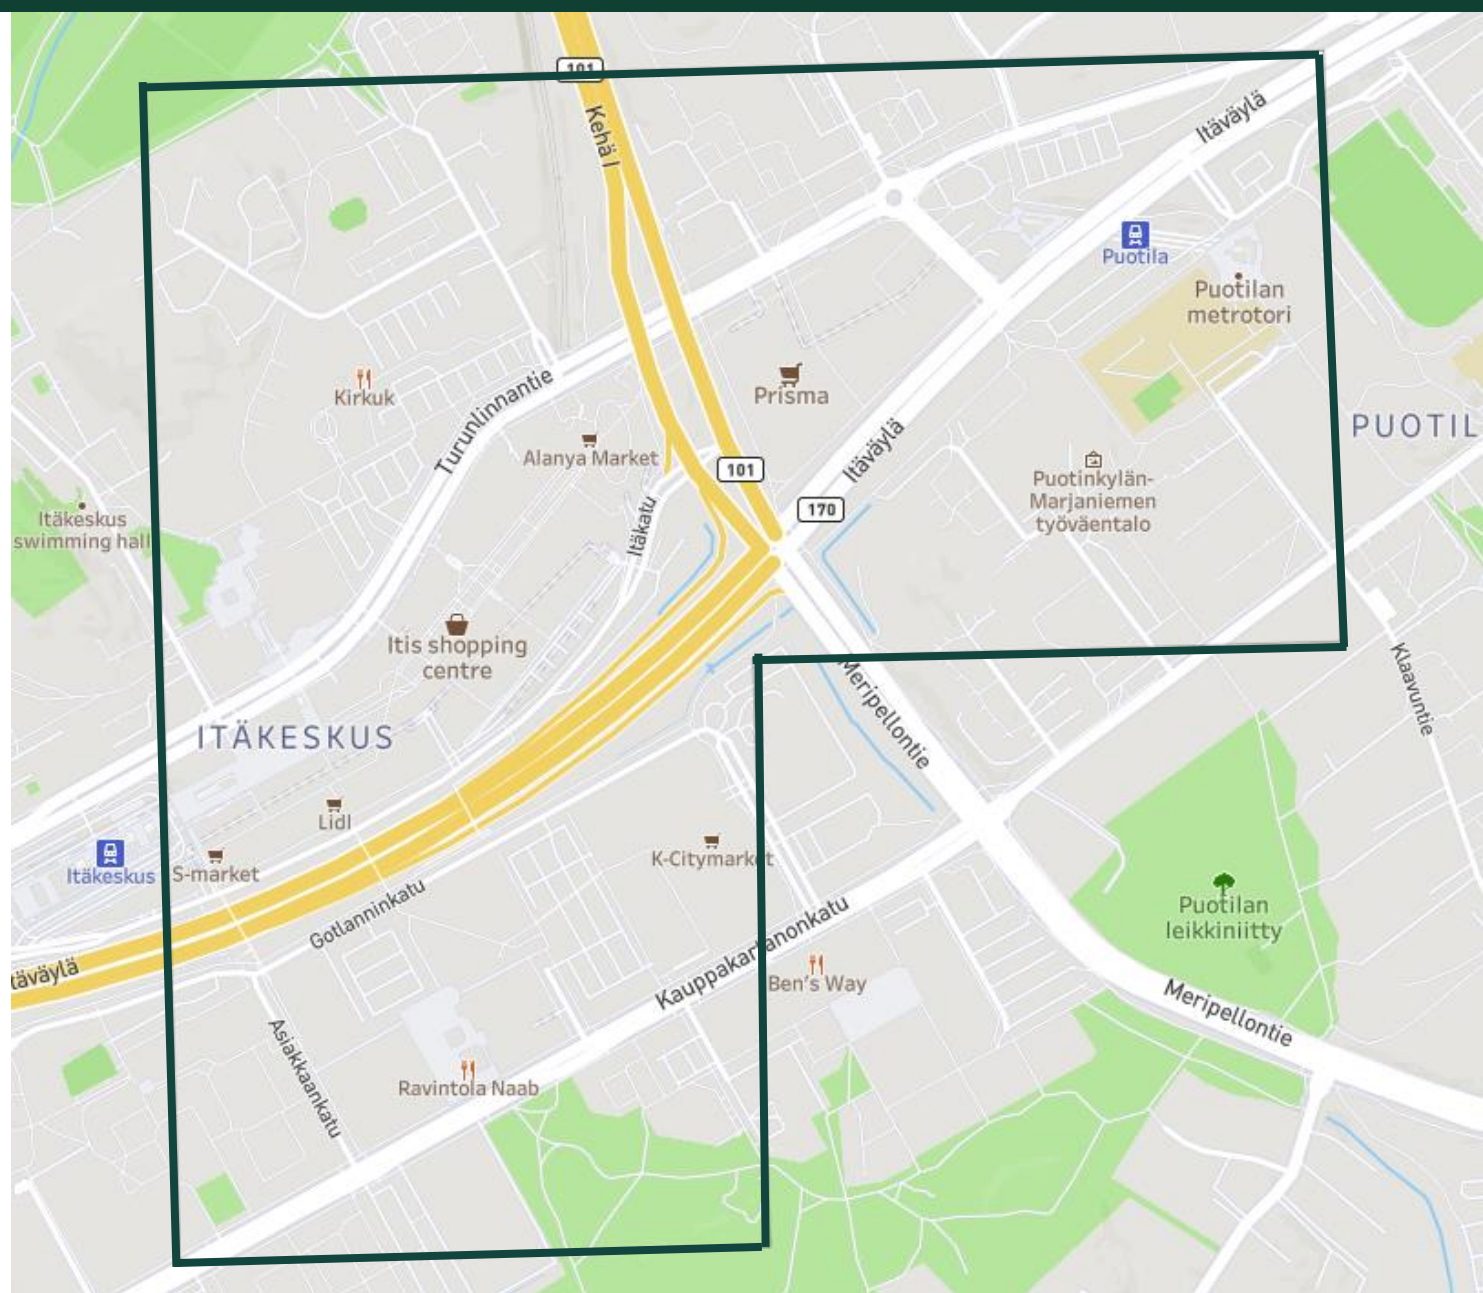 101
Kehä I
Itäväylä
Puotila
Puotilan
metrotori
Kirkuk
Turunlinnantie
Prisma
PUOTIL
Alanya Market
101
Itäväylä
170
Puotinkylän-
Marjaniemen
työväentalo
Itäkeskus
swimming hall
Itäkatu
Itis shopping
centre
Klaavuntie
Meripellontie
ITÄKESKUS
Lidl
K-Citymarket
Itäkeskus
S-market
Gotlanninkatu
Puotilan
leikkiniitty
Kauppakartanonkatu
täväylä
Ben's Way
Meripellontie
Asiakkaankatu
Ravintola Naab